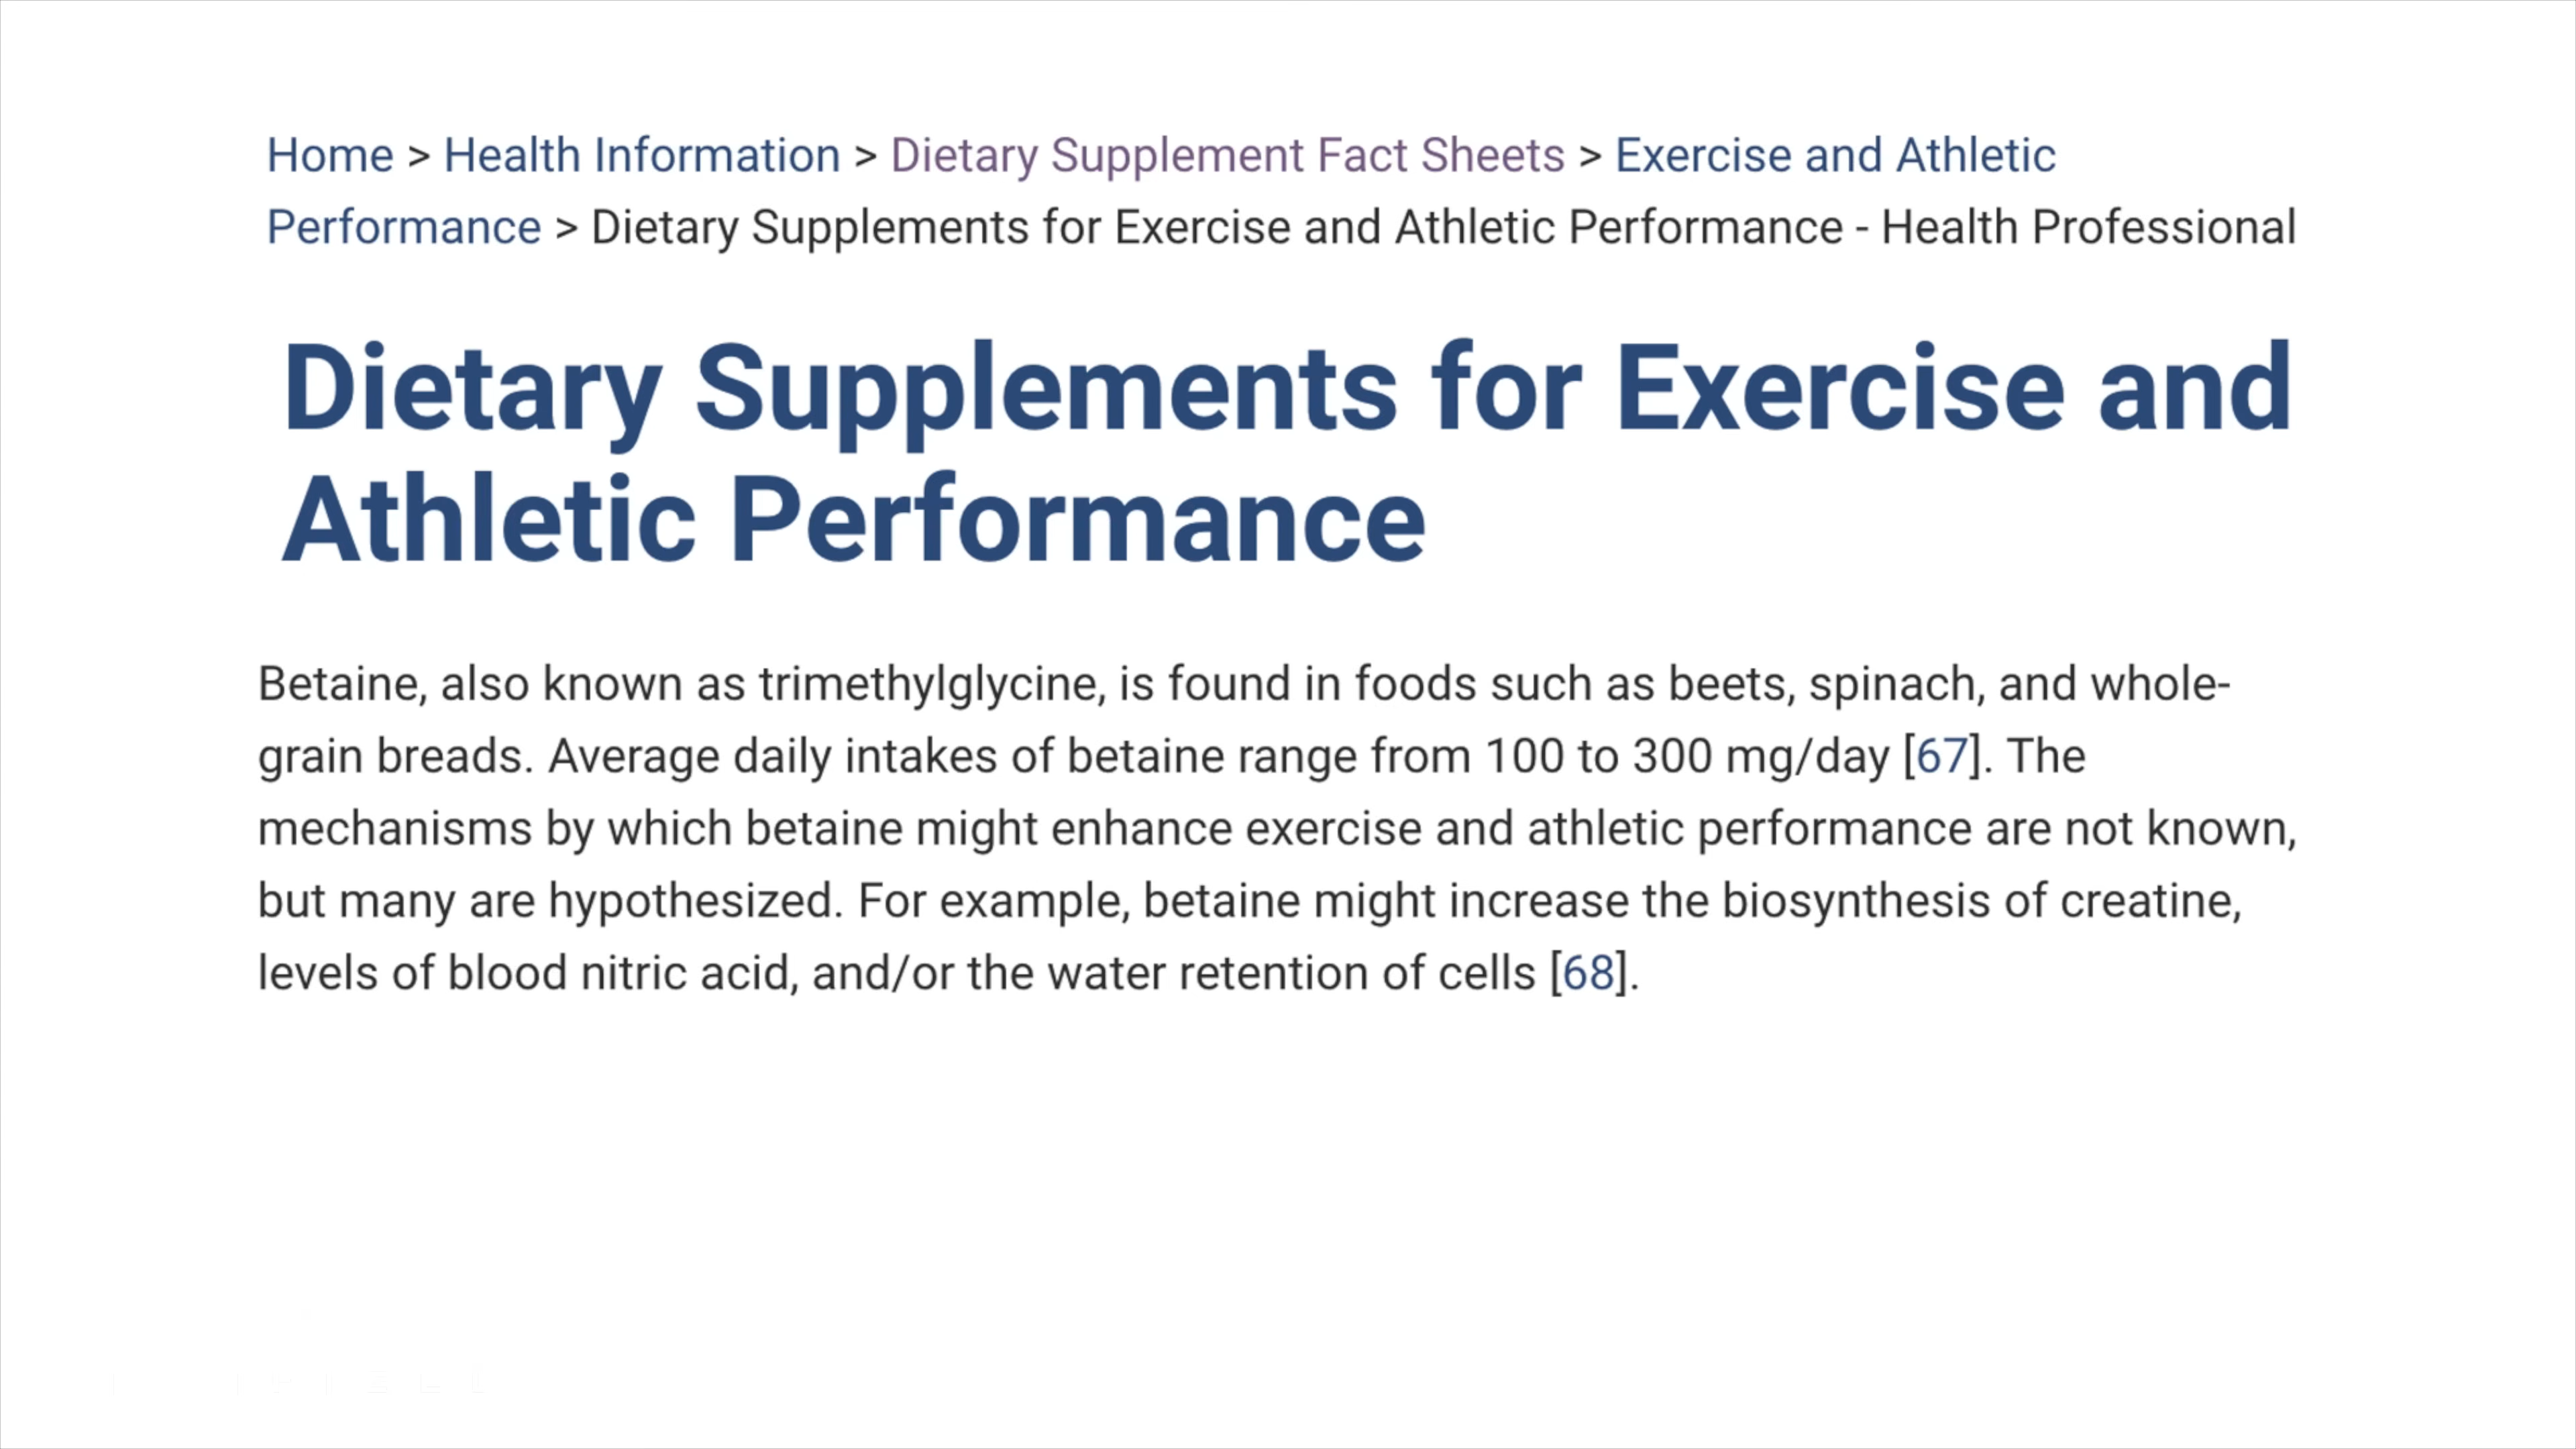 Home > Health Information > Dietary Supplement Fact Sheets > Exercise and Athletic
Performance > Dietary Supplements for Exercise and Athletic Performance - Health Professional
Dietary Supplements for Exercise and
Athletic Performance
Betaine, also known as trimethylglycine, is found in foods such as beets, spinach, and whole-
grain breads. Average daily intakes of betaine range from 100 to 300 mg/day [67]. The
mechanisms by which betaine might enhance exercise and athletic performance are not known,
but many are hypothesized. For example, betaine might increase the biosynthesis of creatine,
levels of blood nitric acid, and/or the water retention of cells [68].